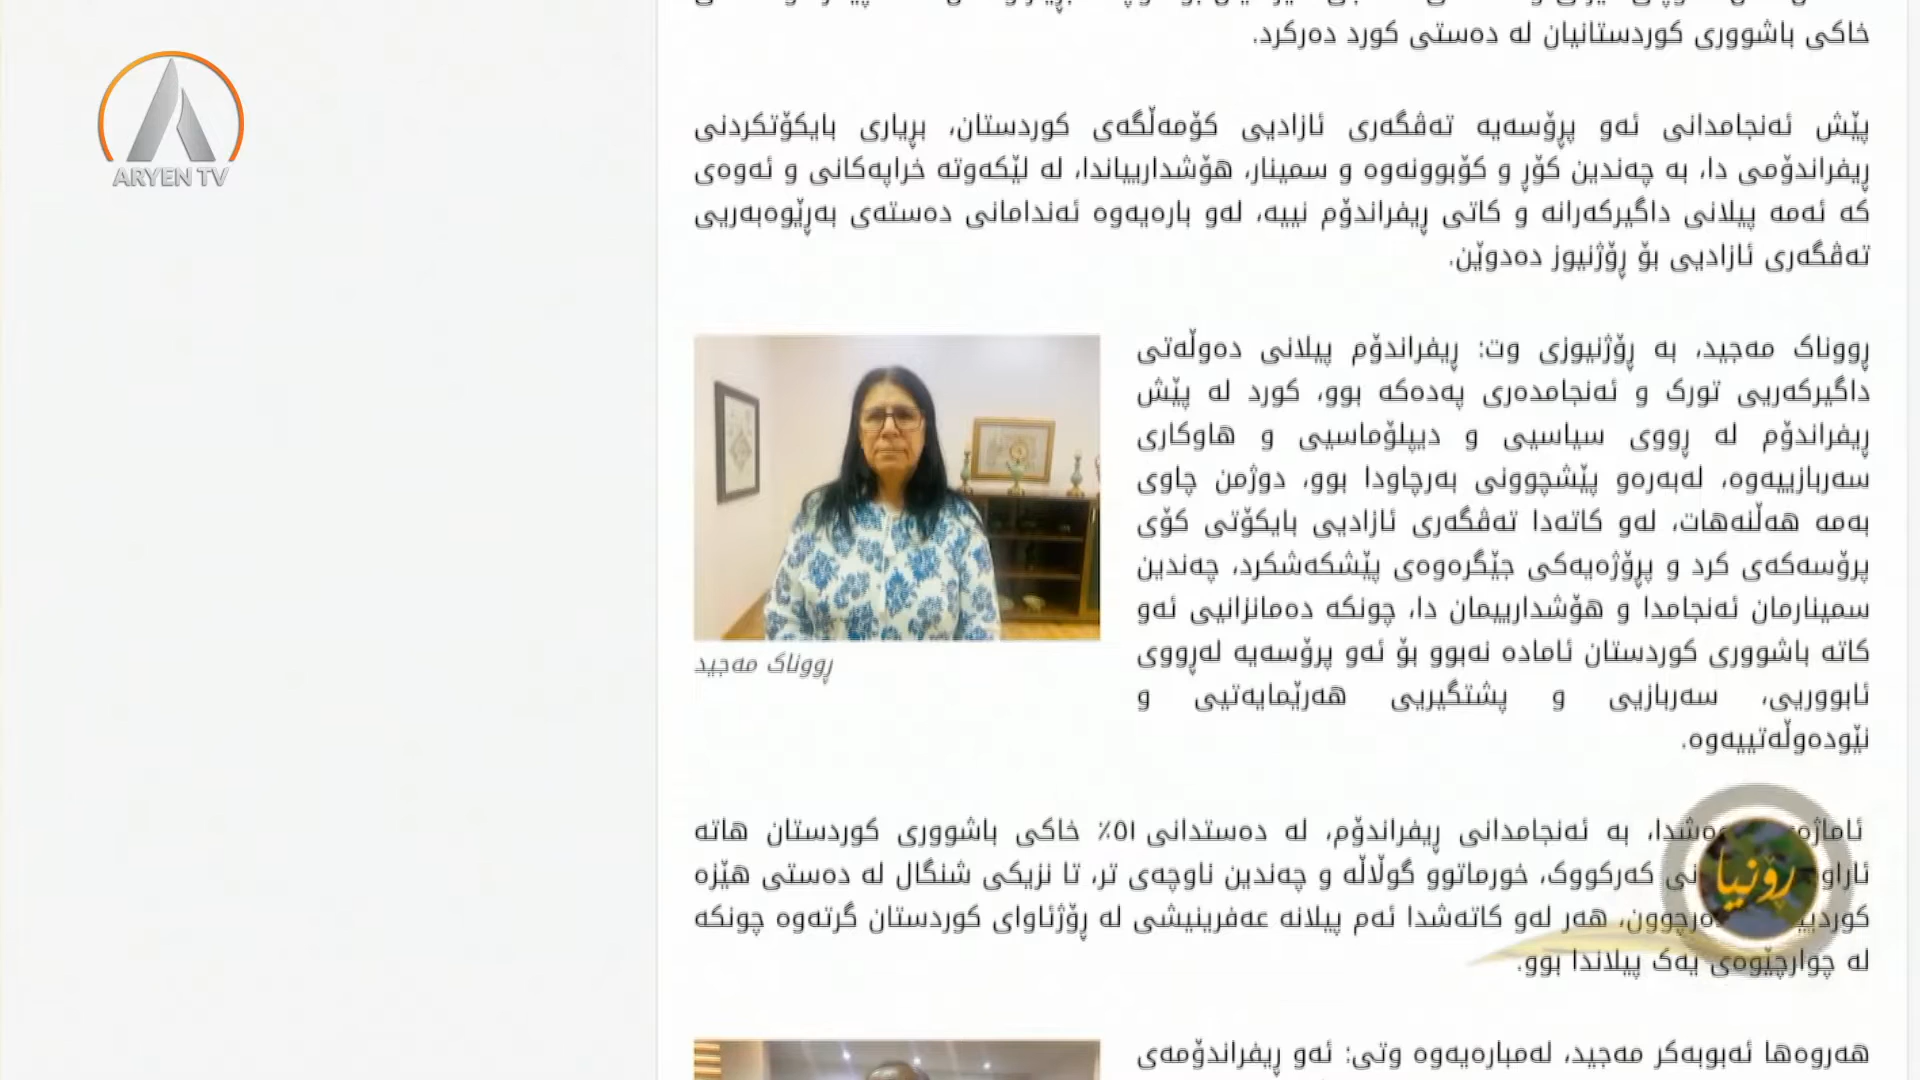 ARYEN TV
خاکی باشووری کوردستانیان لە دەستی کورد دەرکرد.
پێش ئەنجامدانی ئەو پڕۆسەیە تەڤگەری ئازادیی کۆمەڵگەی کوردستان، بڕیاری بایکۆتکردنی
ڕیفراندۆمی دا، بە چەندین کۆڕ و کۆبوونەوە و سمینار، هۆشدارییاندا، لە لێکەوتە خراپەکانی و ئەوەی
کە ئەمە پیلانی داگیرکەرانە و کاتی ڕیفراندۆم نییە، لەو بارەیەوە ئەندامانی دەستەی بەڕێوەبەریی
تەڤگەری ئازادیی بۆ ڕۆژنیوز دەدوێن.
ڕووناک مەجید، بە ڕۆژنیوزی وت: ڕیفراندۆم پیلانی دەوڵەتی
داگیرکەریی تورک و ئەنجامدەری پەدەکە بوو، کورد لە پێش
ڕیفراندۆم لە ڕووی سیاسیی و دیپلۆماسیی و هاوکاری
سەربازییەوە، لەبەرەو پێشچوونی بەرچاودا بوو، دوژمن چاوی
بەمە هەڵنەهات، لەو کاتەدا تەڤگەری ئازادیی بایکۆتی کۆی
پرۆسەکەی کرد و پڕۆژەیەکی جێگرەوەی پێشکەشکرد، چەندین
سمینارمان ئەنجامدا و هۆشدارییمان دا، چونکە دەمانزانیی ئەو
کاتە باشووری کوردستان ئامادە نەبوو بۆ ئەو پرۆسەیە لەڕووی
ئابووریی، سەربازیی و پشتگیریی هەرێمایەتیی و
نێودەوڵەتییەوە.
ڕووناک مەجید
بە ئەنجامدانی ڕیفراندۆم، لە دەستدانی ٥١٪ خاکی باشووری کوردستان هاتە
کەرکووک، خورماتوو گوڵاڵە و چەندین ناوچەی تر، تا نزیکی شنگال لە دەستی هێزە
هەر لەو کاتەشدا ئەم پیلانە عەفرینیشی لە ڕۆژئاوای کوردستان گرتەوە چونکە
لە چوارچێوەی یەک پیلاندا بوو.
رۆنیا
هەروەها ئەبوبەکر مەجید، لەمبارەیەوە وتی: ئەو ڕیفراندۆمەی